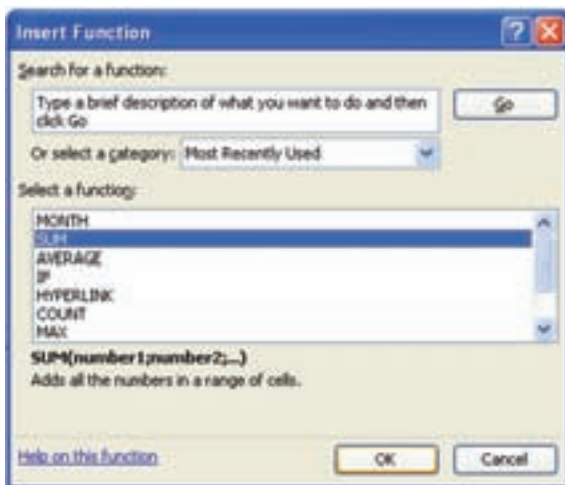 Insert Function
Search for a function:
Type a brief description of what you want to do and then
click Go
Go
Or select a category: Most Recently Used
Select a function:
MONTH
SUM
AVERAGE
IF
HYPERLINK
COUNT
MAX
SUM(number1;number2;...)
Adds all the numbers in a range of cells.
Help on this function
OK
Cancel